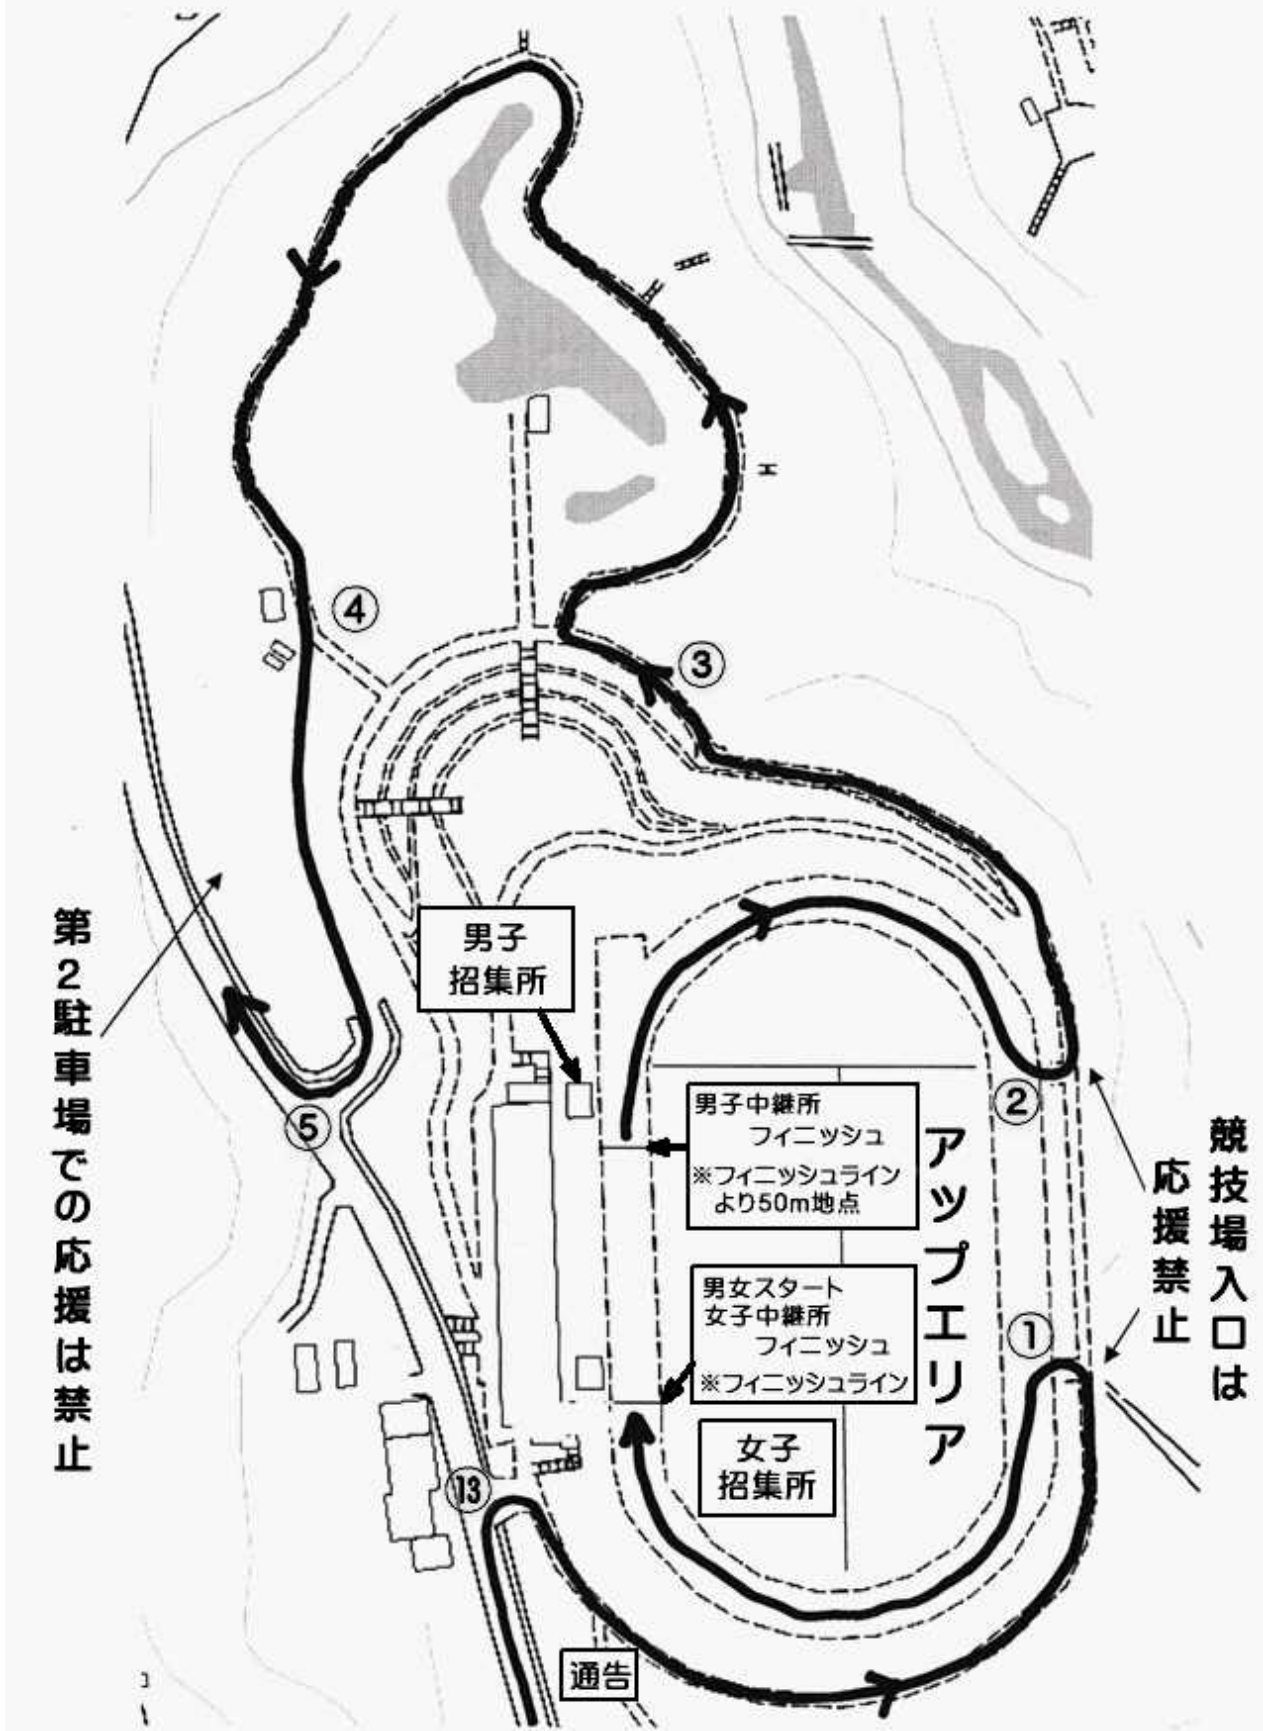 ④
③
男子
招集所
第2駐車場での応援は禁止
⑤
②
男子中継所
フィニッシュ
※フィニッシュライン
より50m地点
アップエリア
競技場入口は
応援禁止
男女スタート
女子中継所
フィニッシュ
※フィニッシュライン
①
女子
招集所
⑬
通告